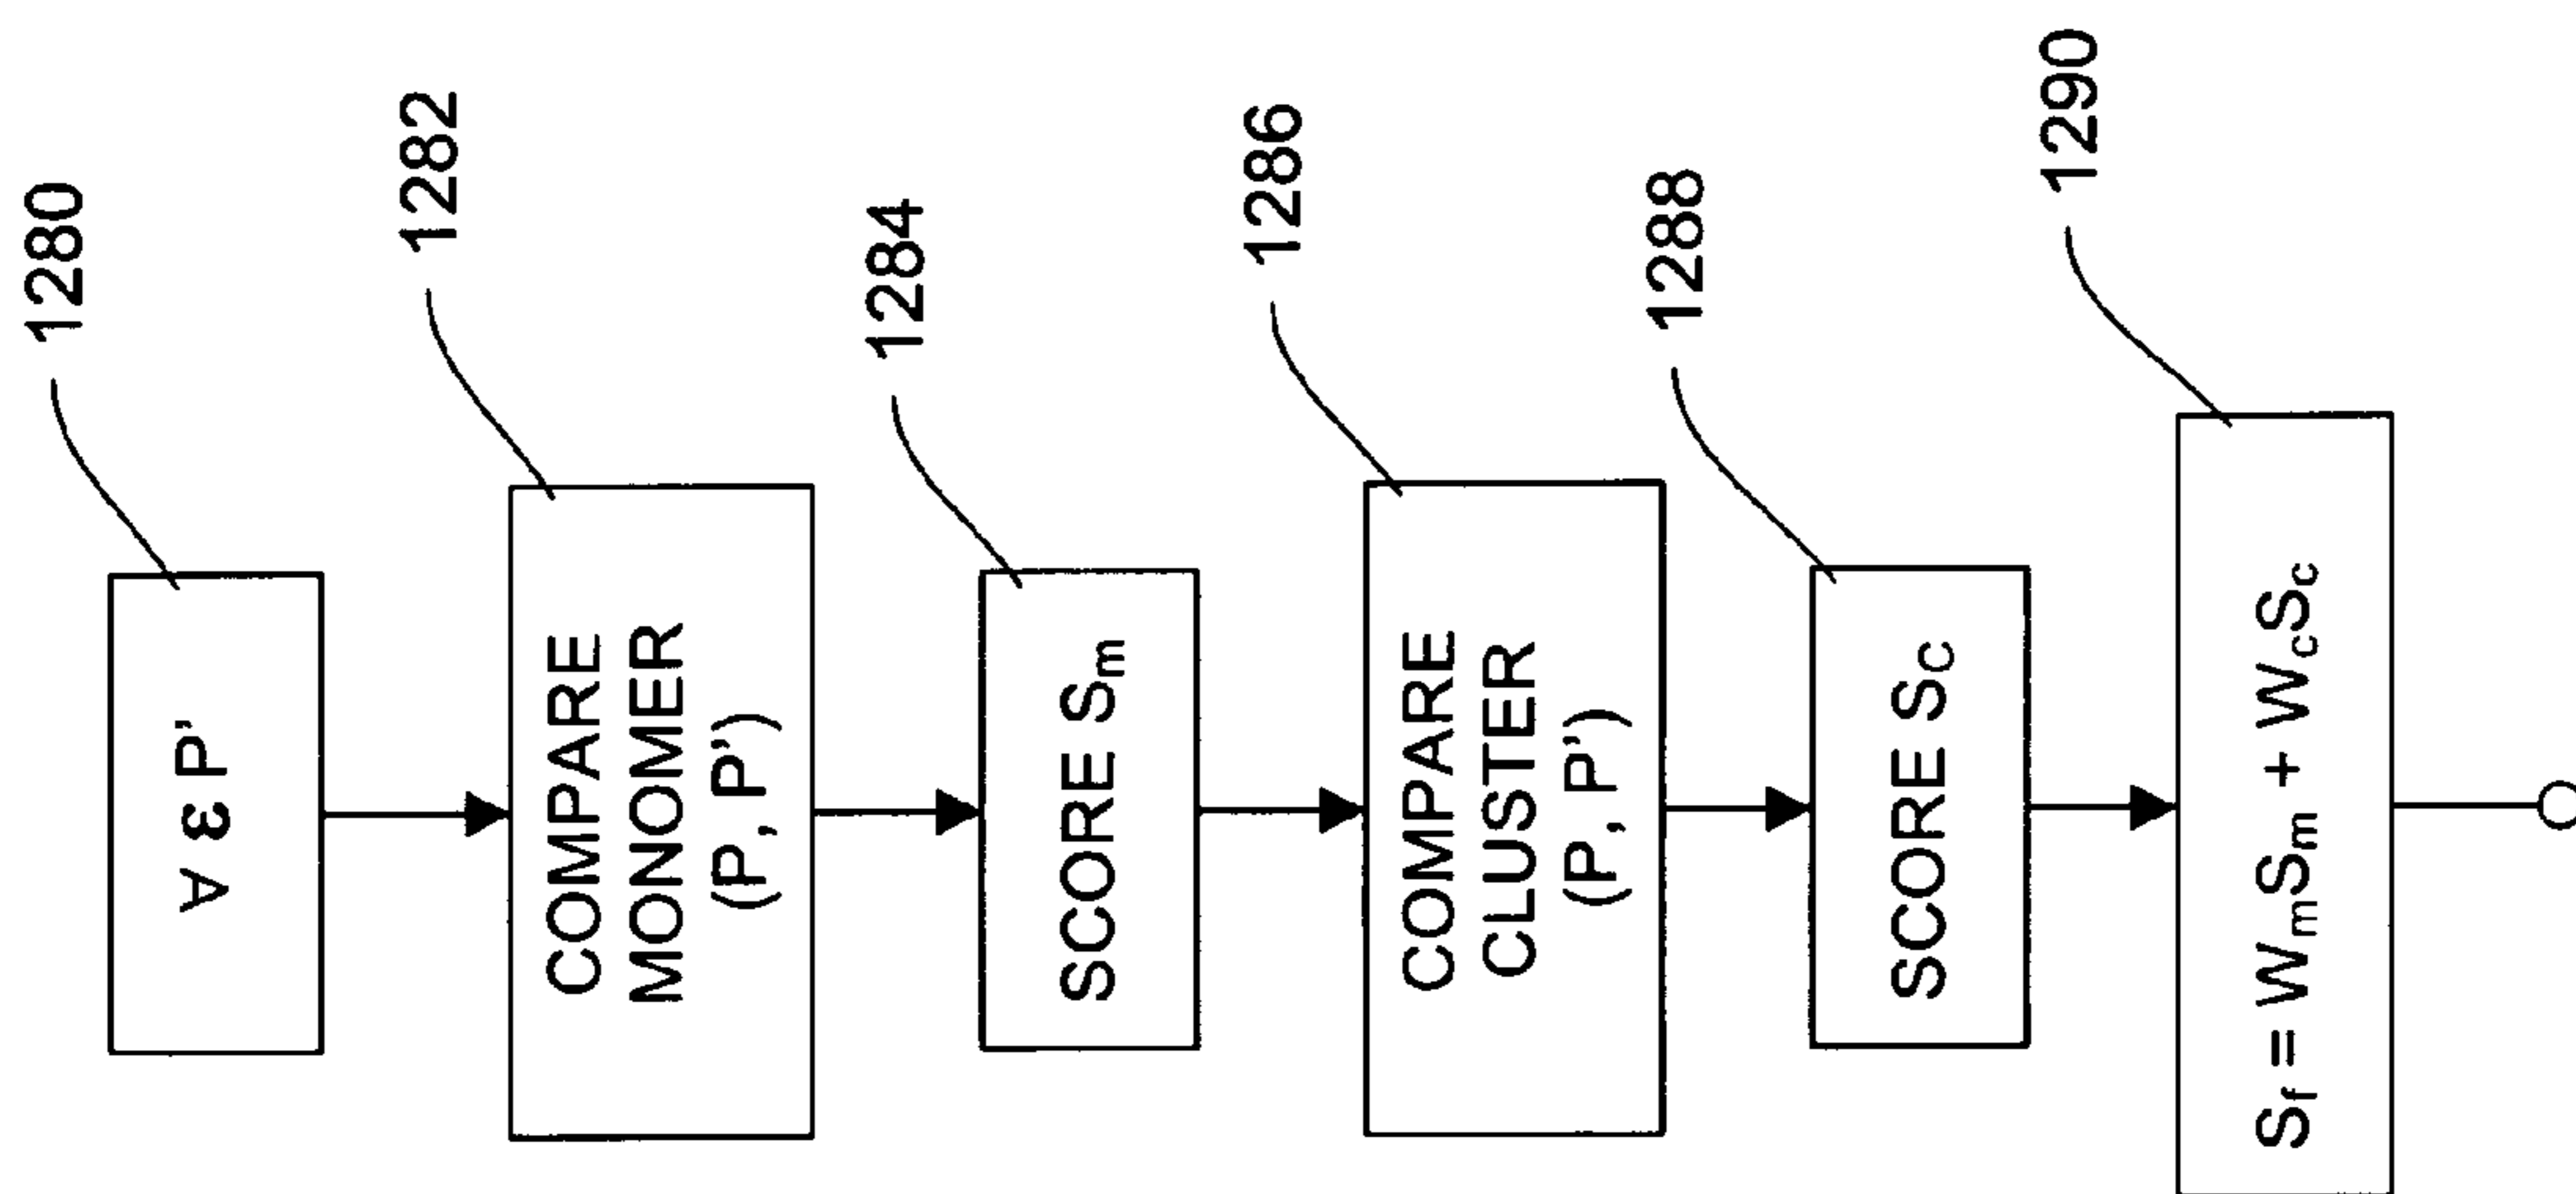 1280
∀ ε P'
1282
COMPARE
MONOMER
(P, P')
1284
SCORE Sm
1286
COMPARE
CLUSTER
(P, P')
1288
SCORE SC
1290
Sf = WmSm + WcSc